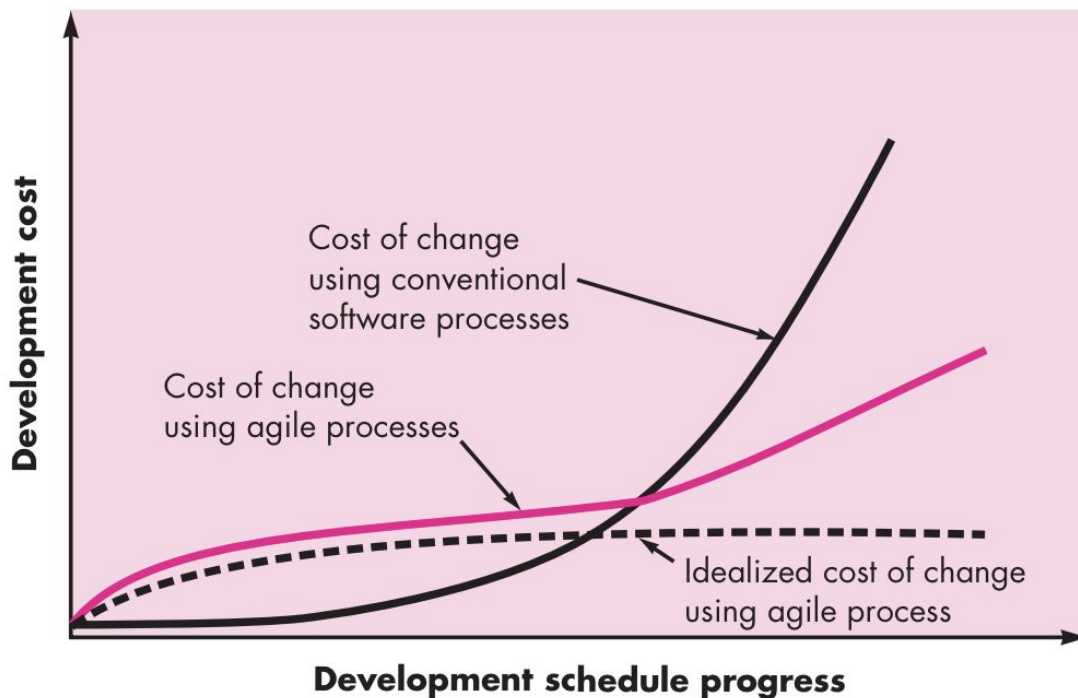 Development cost
Cost of change
using conventional
software processes
Cost of change
using agile processes
Idealized cost of change
using agile process
Development schedule progress